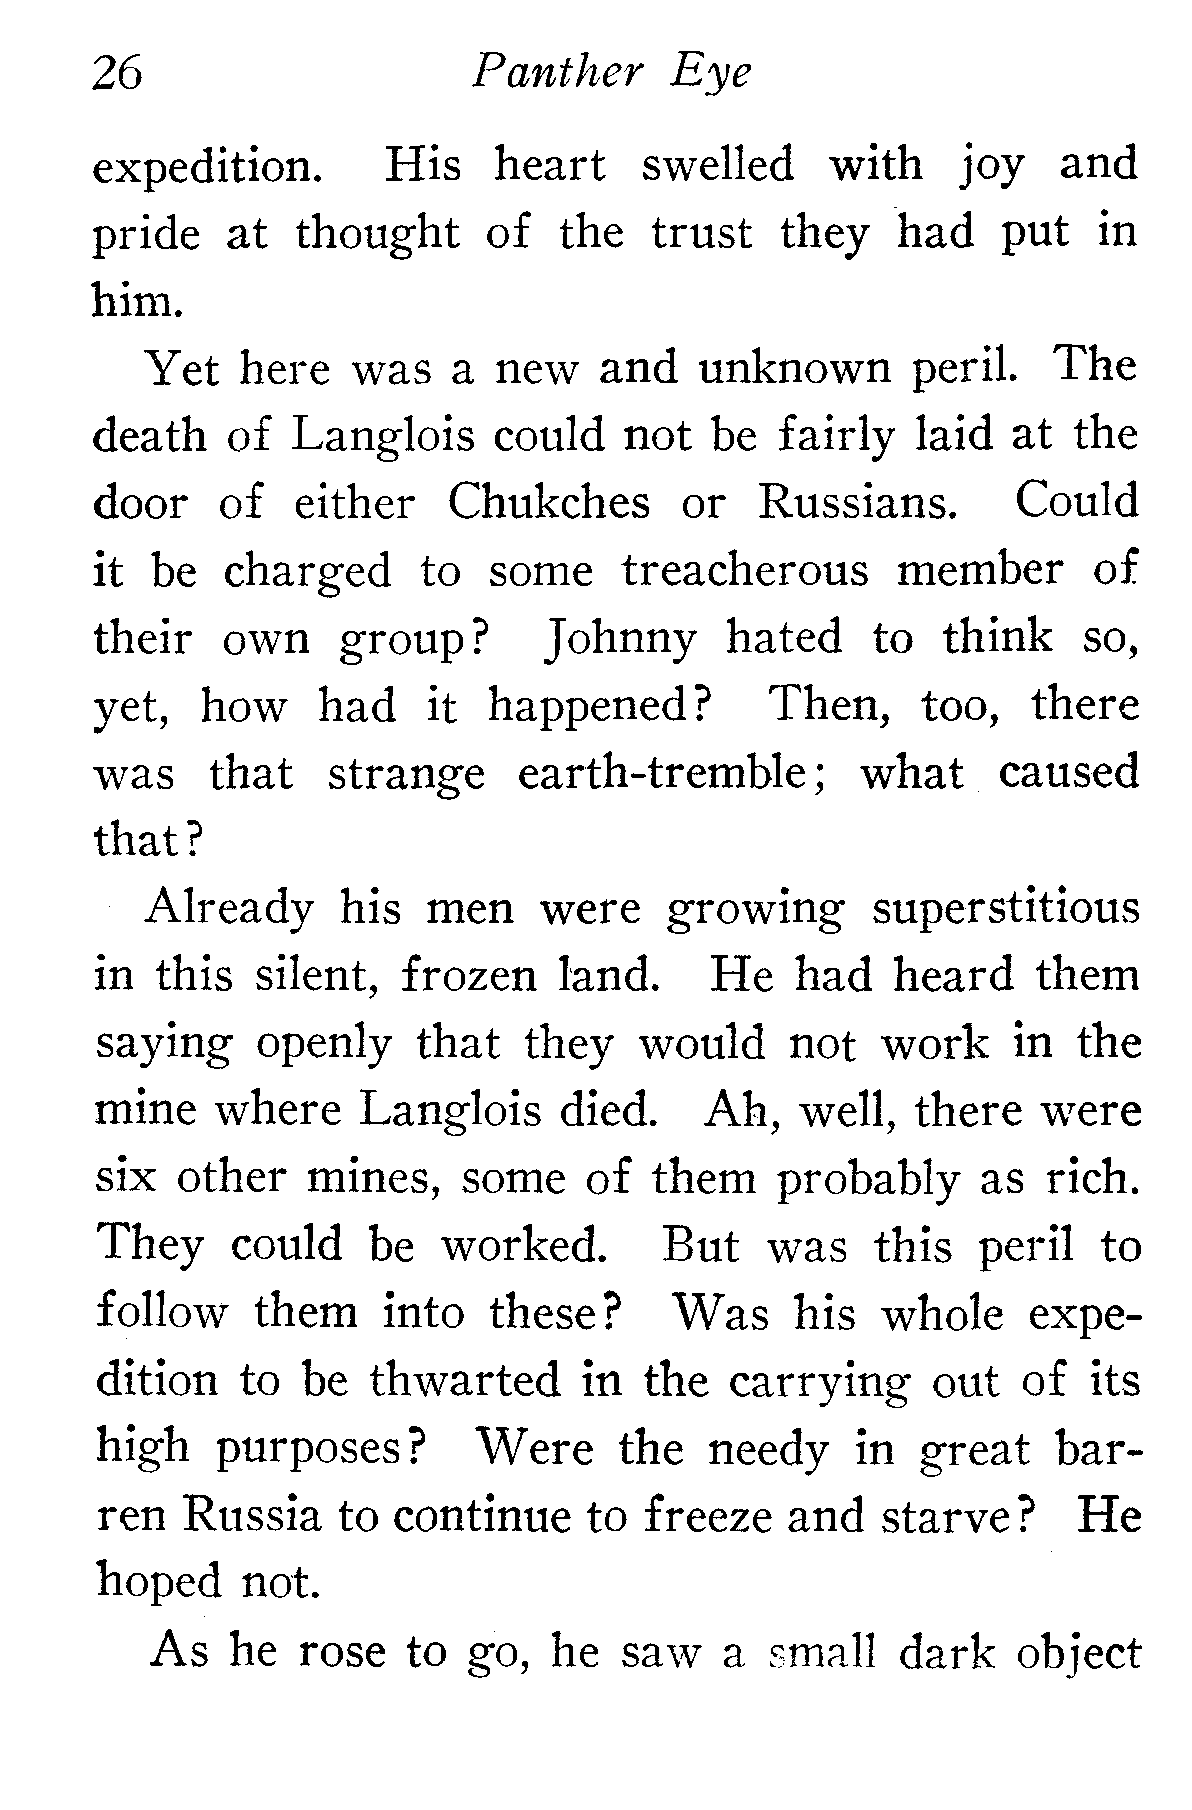 26 Panther Eye
expedition. His heart swelled with joy and
pride at thought of the trust they had put in
him.
Yet here was a new and unknown peril. The
death of Langlois could not be fairly laid at the
door of either Chukches or Russians. Could
it be charged to some treacherous member of
their own group? Johnny hated to think so,
yet, how had it happened? Then, too, there
was that strange earth-tremble; what caused
that?
Already his men were growing superstitious
in this silent, frozen land. He had heard them
saying openly that they would not work in the
mine where Langlois died. Ah, well, there were
six other mines, some of them probably as rich.
They could be worked. But was this peril to
follow them into these? Was his whole expe-
dition to be thwarted in the carrying out of its
high purposes? Were the needy in great bar-
ren Russia to continue to freeze and starve? He
hoped not.
As he rose to go, he saw a small dark object